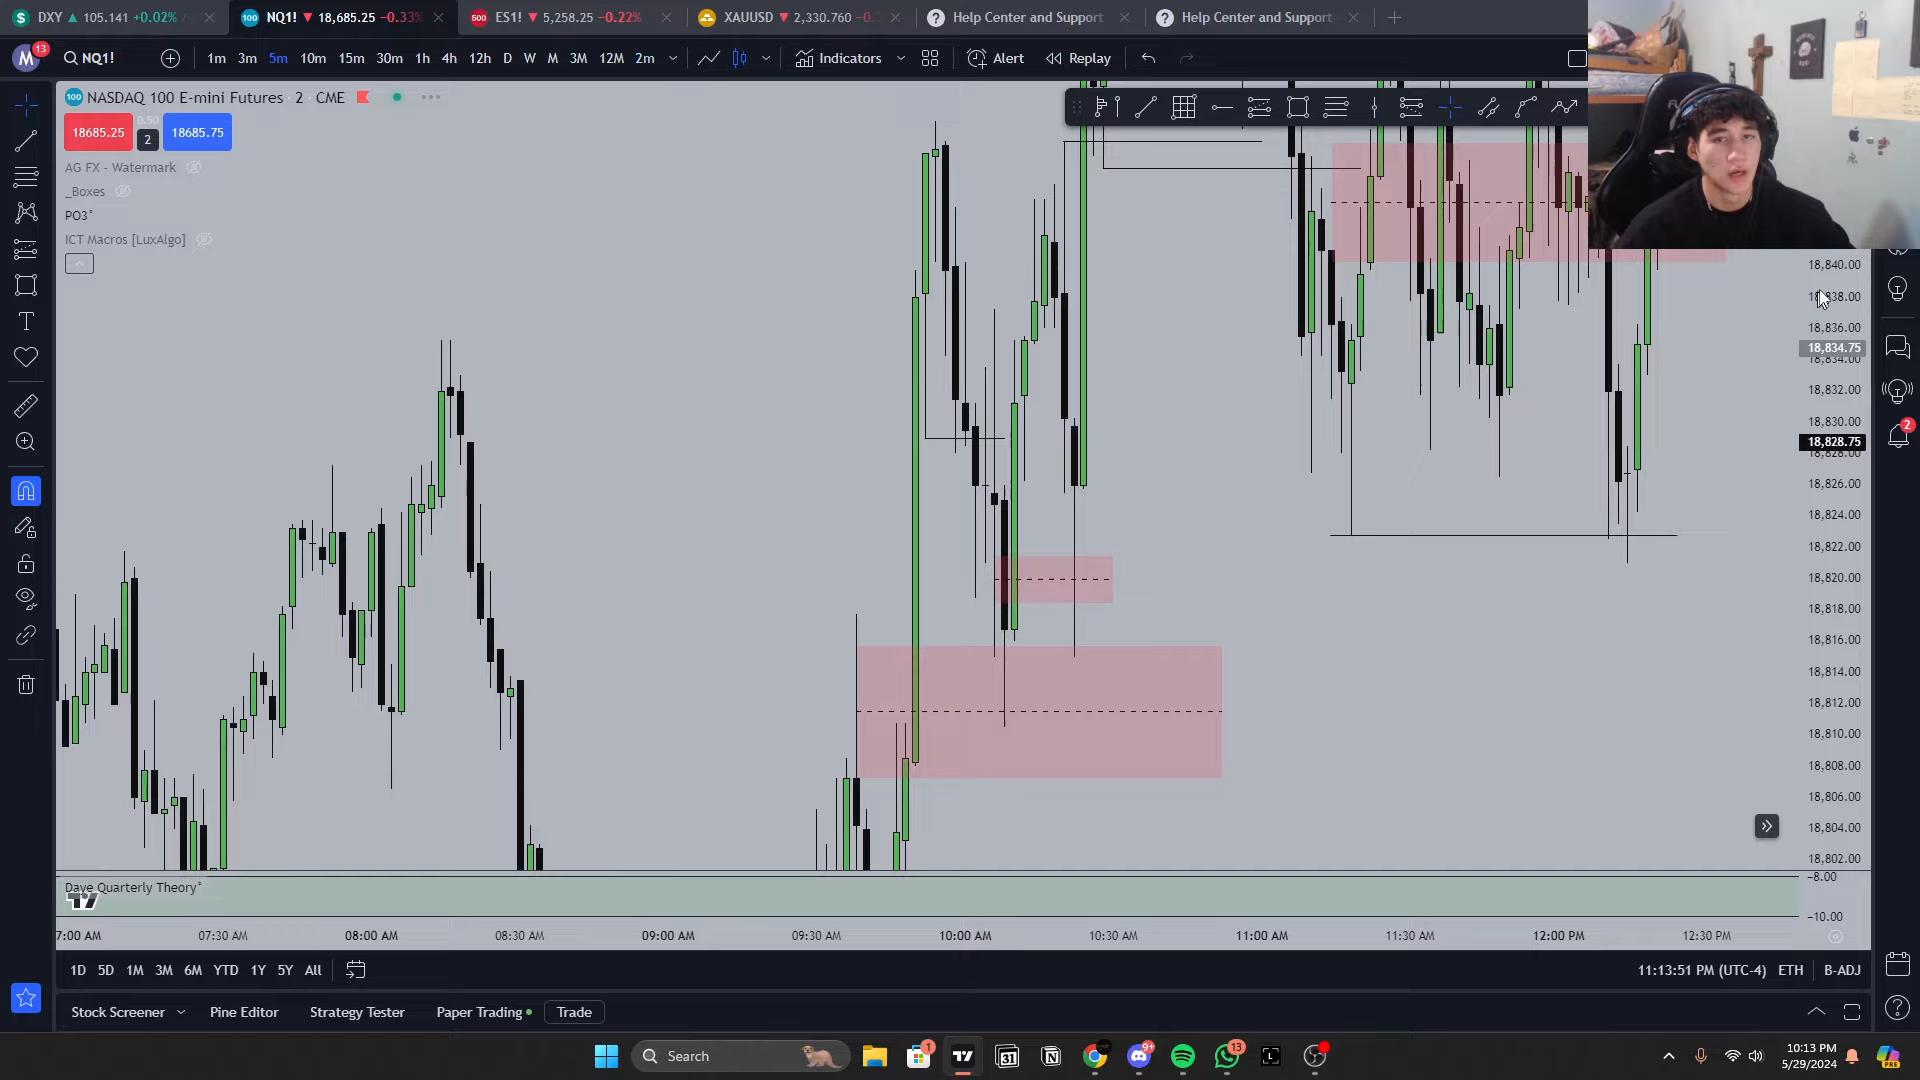 DXY ▲ 105.141 +0.02%
NQ1! ▼ 18,685.25 −0.33%
ES1! ▼ 5,258.25 −0.22%
XAUUSD ▼ 2,330.760
Help Center and Support
Help Center and Support
M 13
NQ1!
1m 3m 5m 10m 15m 30m 1h 4h 12h D W M 3M 12M 2m
Indicators
Alert
Replay
NASDAQ 100 E-mini Futures · 2 · CME
18685.25
0.50
2
18685.75
AG FX - Watermark
_Boxes
PO3
ICT Macros [LuxAlgo]
18,840.00
18,836.00
18,834.75
18,832.00
18,830.00
18,828.75
18,826.00
18,824.00
18,822.00
18,820.00
18,818.00
18,816.00
18,814.00
18,812.00
18,810.00
18,808.00
18,806.00
18,804.00
18,802.00
Dave Quarterly Theory
−8.00
−10.00
7:00 AM 07:30 AM 08:00 AM 08:30 AM 09:00 AM 09:30 AM 10:00 AM 10:30 AM 11:00 AM 11:30 AM 12:00 PM 12:30 PM
1D 5D 1M 3M 6M YTD 1Y 5Y All
11:13:51 PM (UTC-4) ETH B-ADJ
Stock Screener Pine Editor Strategy Tester Paper Trading Trade
Search
10:13 PM
5/29/2024